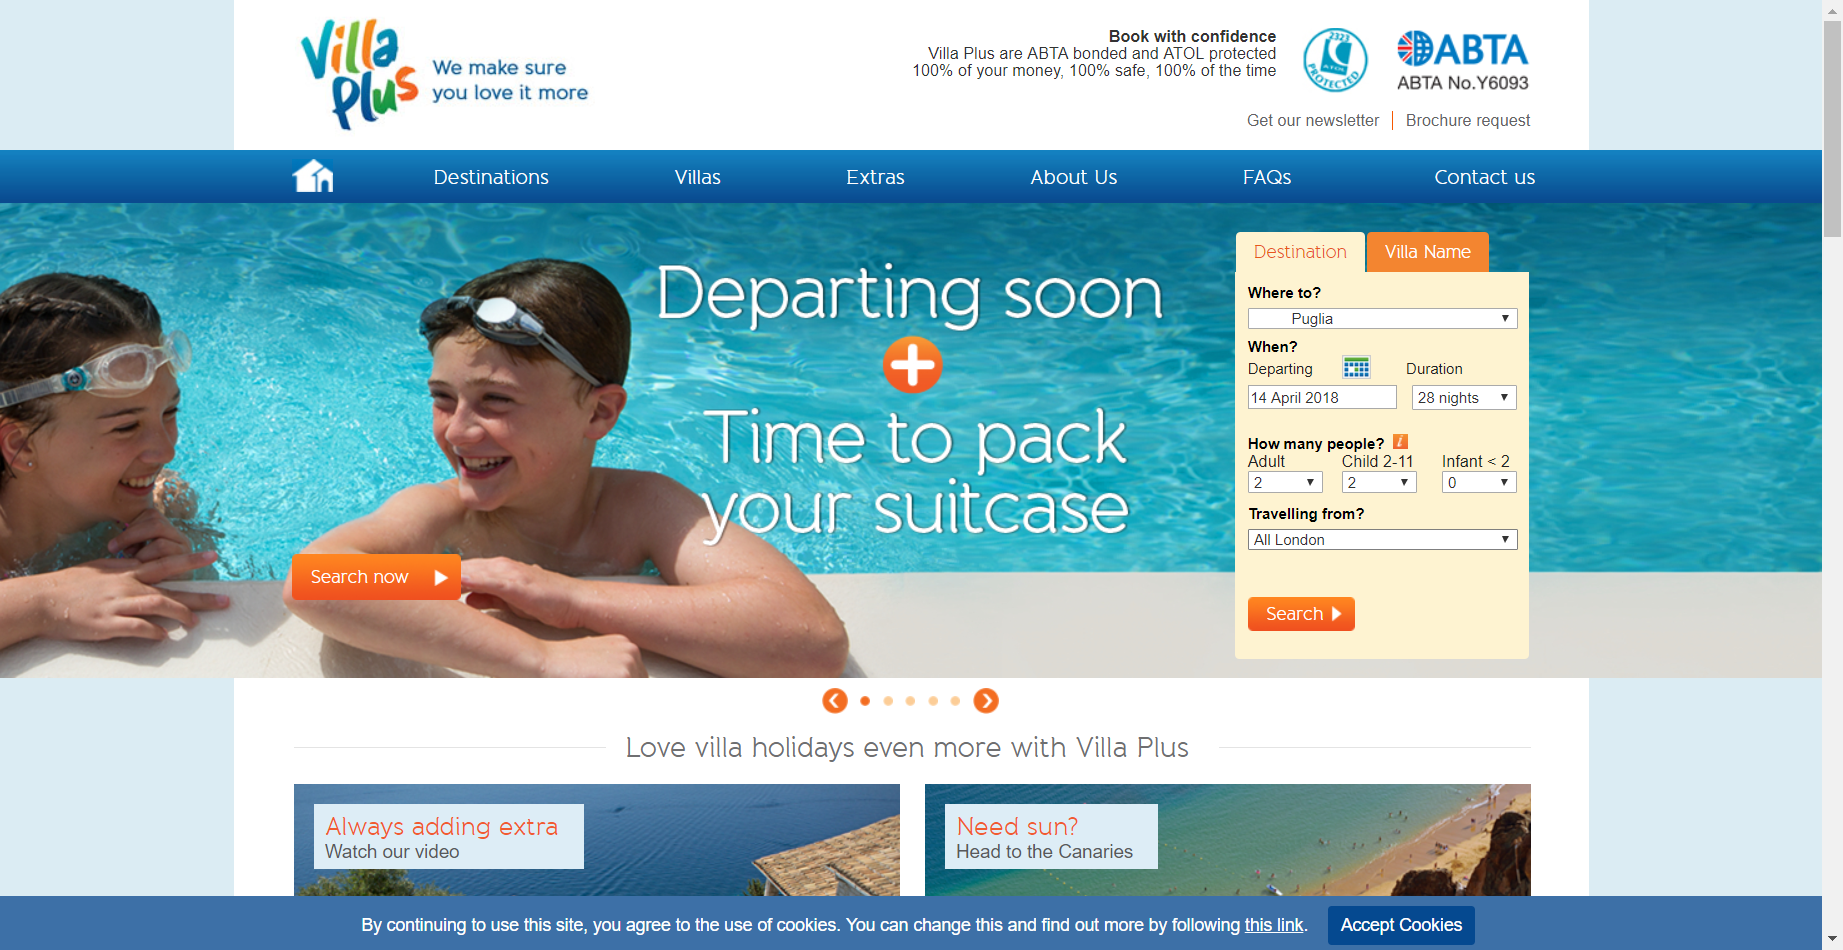 Villa
Plus
We make sure
you love it more
Book with confidence
Villa Plus are ABTA bonded and ATOL protected
100% of your money, 100% safe, 100% of the time
2323
ATOL
PROTECTED
ABTA
ABTA No.Y6093
Get our newsletter
Brochure request
Destinations
Villas
Extras
About Us
FAQs
Contact us
Departing soon
+
Time to pack
your suitcase
Search now
Destination
Villa Name
Where to?
Puglia
When?
Departing
Duration
14 April 2018
28 nights
How many people? i
Adult
Child 2-11
Infant < 2
2
2
0
Travelling from?
All London
Search
Love villa holidays even more with Villa Plus
Always adding extra
Watch our video
Need sun?
Head to the Canaries
By continuing to use this site, you agree to the use of cookies. You can change this and find out more by following this link.
Accept Cookies